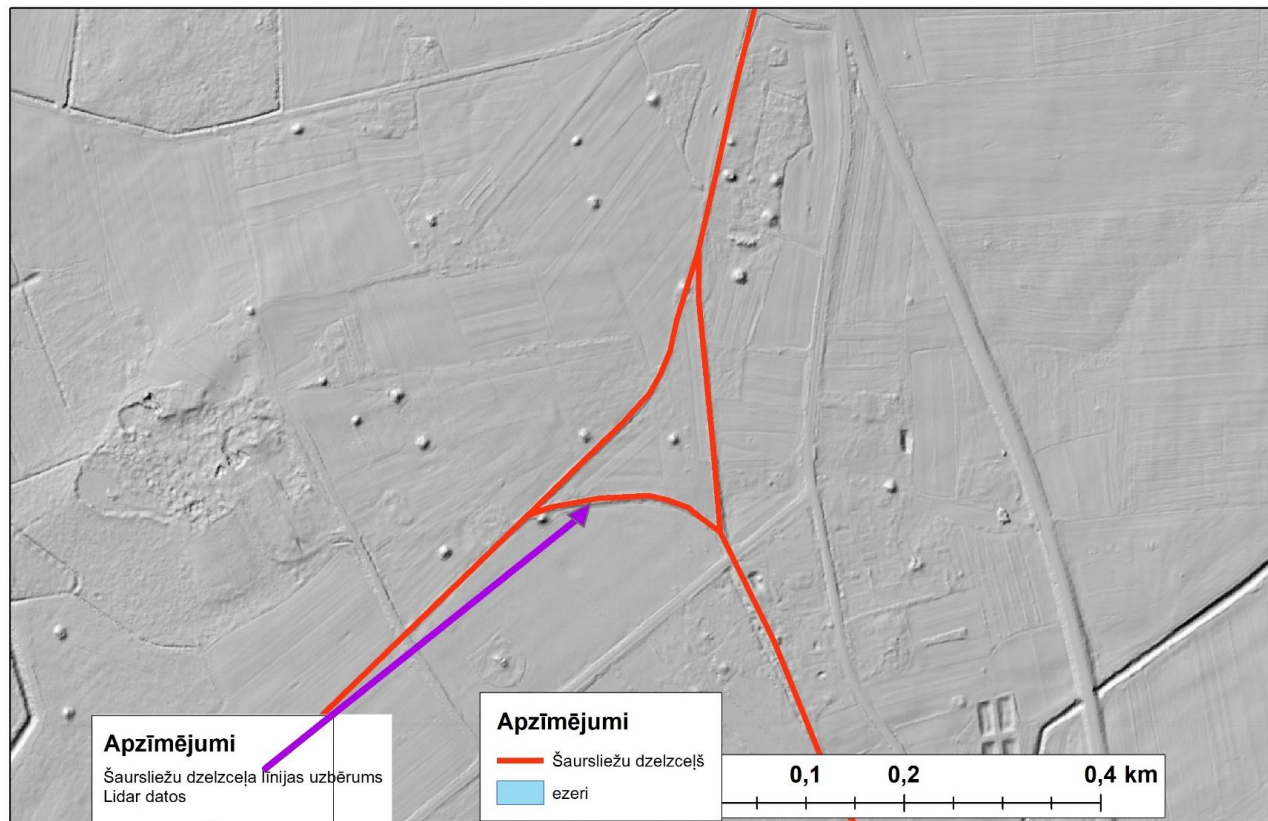 Apzīmējumi
Šaursliežu dzelzceļa līnijas uzbērums
Lidar datos
Apzīmējumi
Šaursliežu dzelzceļš
ezeri
0,1 0,2 0,4 km